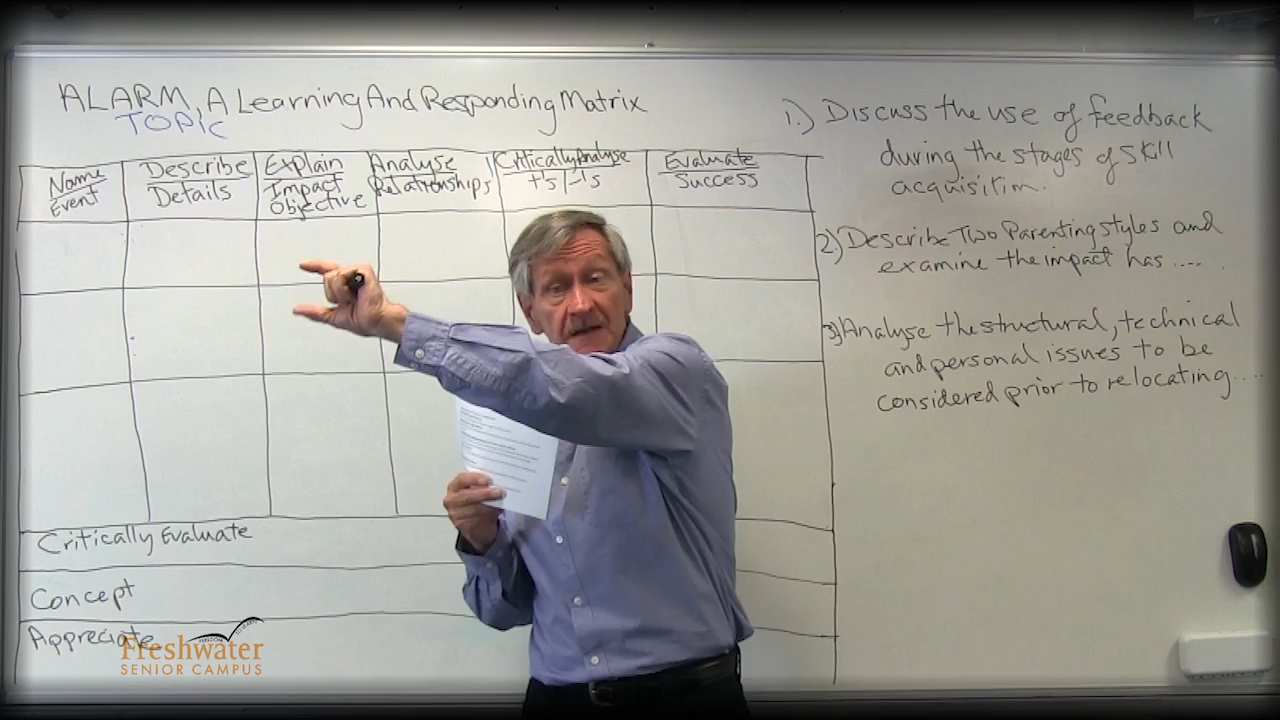 ALARM, A Learning And Responding Matrix
TOPIC
Name
Event
Describe
Details
Explain
Impact
Objective
Analyse
Relationships
Critically Analyse
+'s/-'s
Evaluate
Success
Critically Evaluate
Concept
Appreciate
1.) Discuss the use of feedback
during the stages of skill
acquisition.
2) Describe Two Parenting styles and
examine the impact has ....
3) Analyse the structural, technical
and personal issues to be
considered prior to relocating....
Freshwater
SENIOR CAMPUS